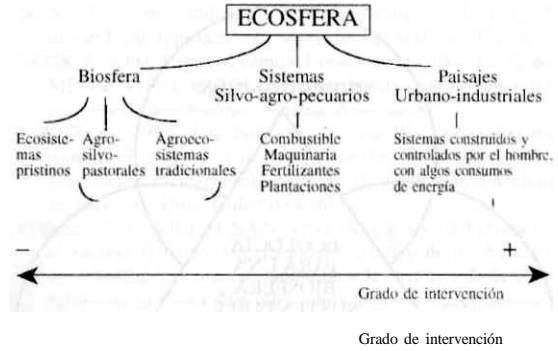 ECOSFERA
Biosfera
Sistemas
Silvo-agro-pecuarios
Paisajes
Urbano-industriales
Ecosiste-
mas
pristinos
Agro-
silvo-
pastorales
Agroeco-
sistemas
tradicionales
Combustible
Maquinaria
Fertilizantes
Plantaciones
Sistemas construidos y
controlados por el hombre,
con algos consumos
de energía
− +
Grado de intervención
Grado de intervención